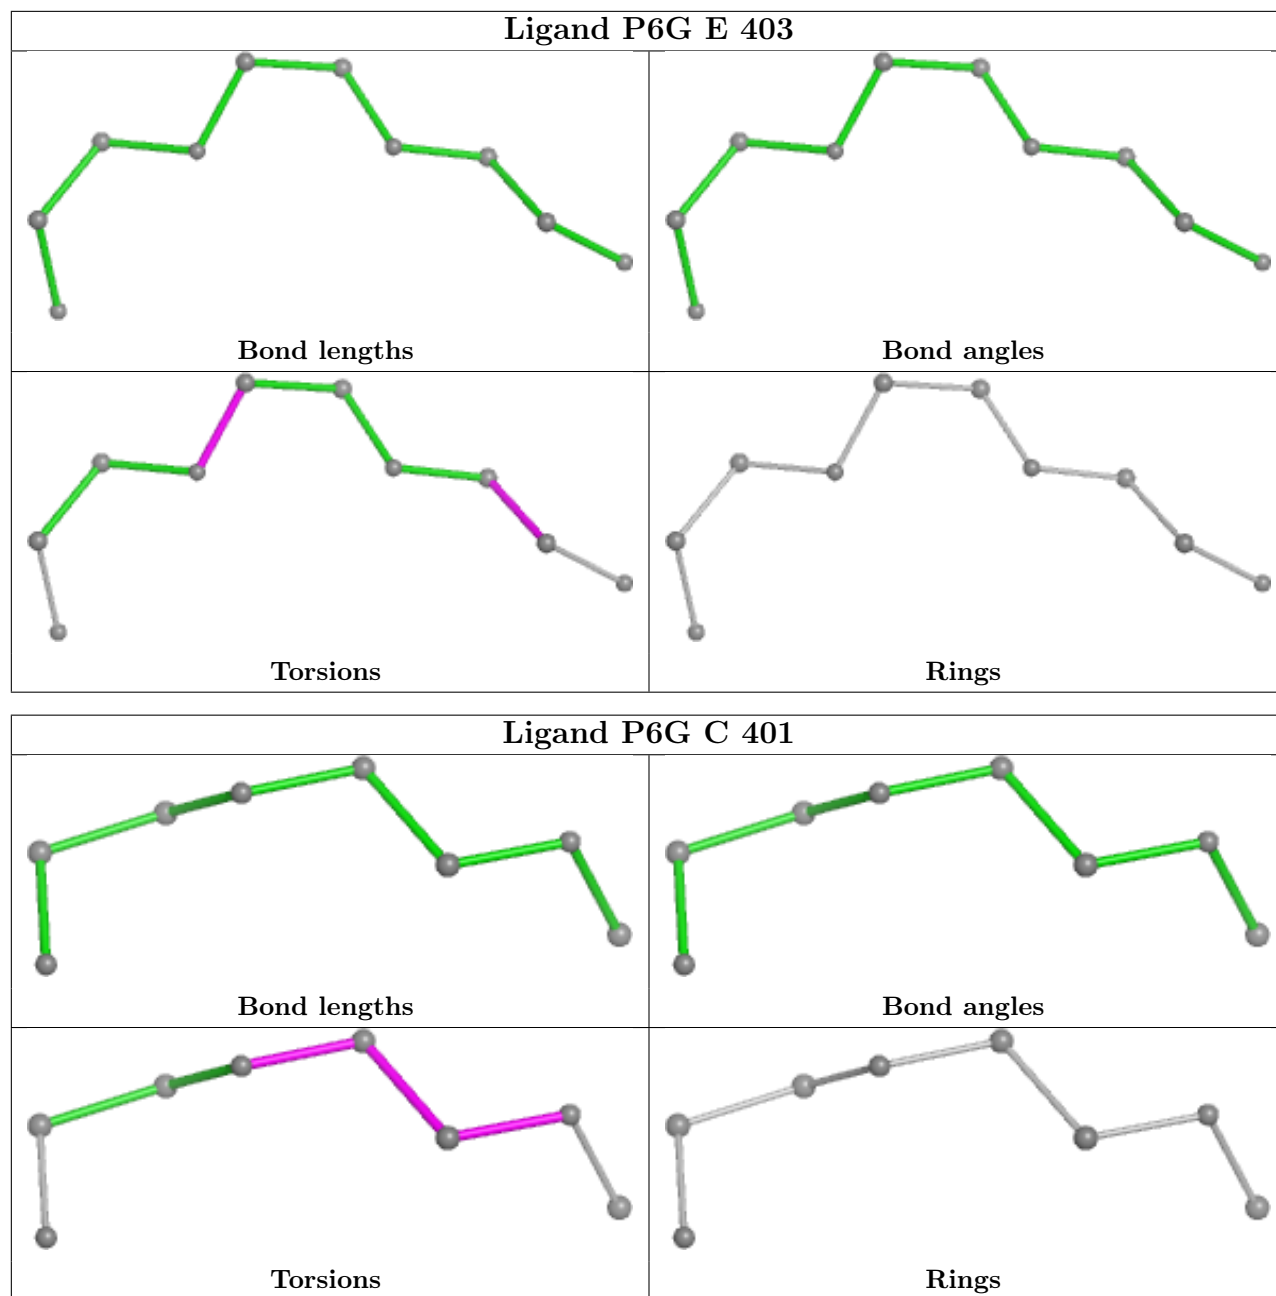 Ligand P6G E 403
Bond lengths
Bond angles
Torsions
Rings
Ligand P6G C 401
Bond lengths
Bond angles
Torsions
Rings